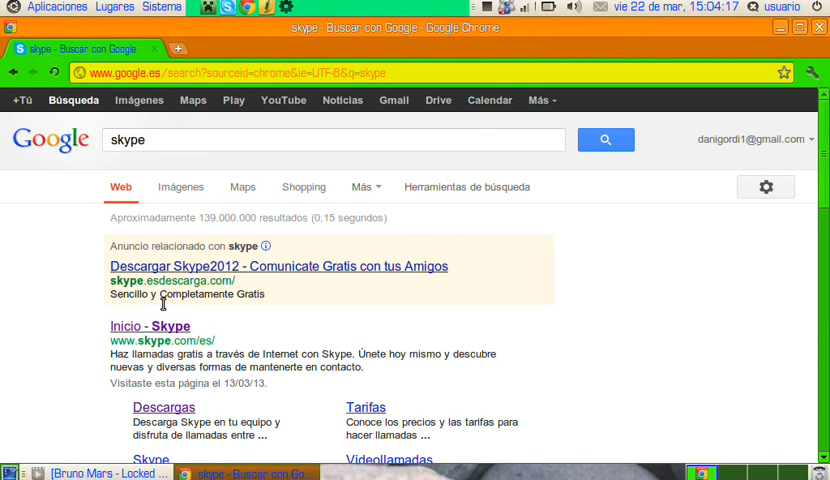 Aplicaciones Lugares Sistema vie 22 de mar, 15:04:17 usuario
skype - Buscar con Google - Google Chrome
skype - Buscar con Google
www.google.es/search?sourceid=chrome&ie=UTF-8&q=skype
+Tú Búsqueda Imágenes Maps Play YouTube Noticias Gmail Drive Calendar Más
Google skype danigordi1@gmail.com
Web Imágenes Maps Shopping Más Herramientas de búsqueda
Aproximadamente 139.000.000 resultados (0,15 segundos)
Anuncio relacionado con skype
Descargar Skype2012 - Comunicate Gratis con tus Amigos
skype.esdescarga.com/
Sencillo y Completamente Gratis
Inicio - Skype
www.skype.com/es/
Haz llamadas gratis a través de Internet con Skype. Únete hoy mismo y descubre
nuevas y diversas formas de mantenerte en contacto.
Visitaste esta página el 13/03/13.
Descargas
Descarga Skype en tu equipo y
disfruta de llamadas entre ...
Tarifas
Conoce los precios y las tarifas para
hacer llamadas ...
Skype
Videollamadas
[Bruno Mars - Locked ... skype - Buscar con Go...